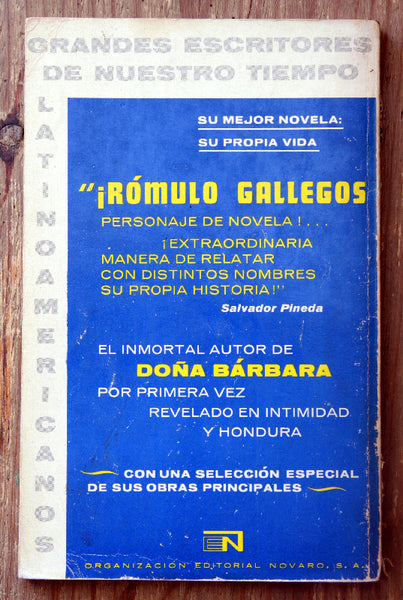 GRANDES ESCRITORES
DE NUESTRO TIEMPO
LATINOAMERICANOS
SU MEJOR NOVELA:
SU PROPIA VIDA
"¡RÓMULO GALLEGOS
PERSONAJE DE NOVELA!...
¡EXTRAORDINARIA
MANERA DE RELATAR
CON DISTINTOS NOMBRES
SU PROPIA HISTORIA!"
Salvador Pineda
EL INMORTAL AUTOR DE
DOÑA BÁRBARA
POR PRIMERA VEZ
REVELADO EN INTIMIDAD
Y HONDURA
CON UNA SELECCIÓN ESPECIAL
DE SUS OBRAS PRINCIPALES
EN
ORGANIZACIÓN EDITORIAL NOVARO, S.A.